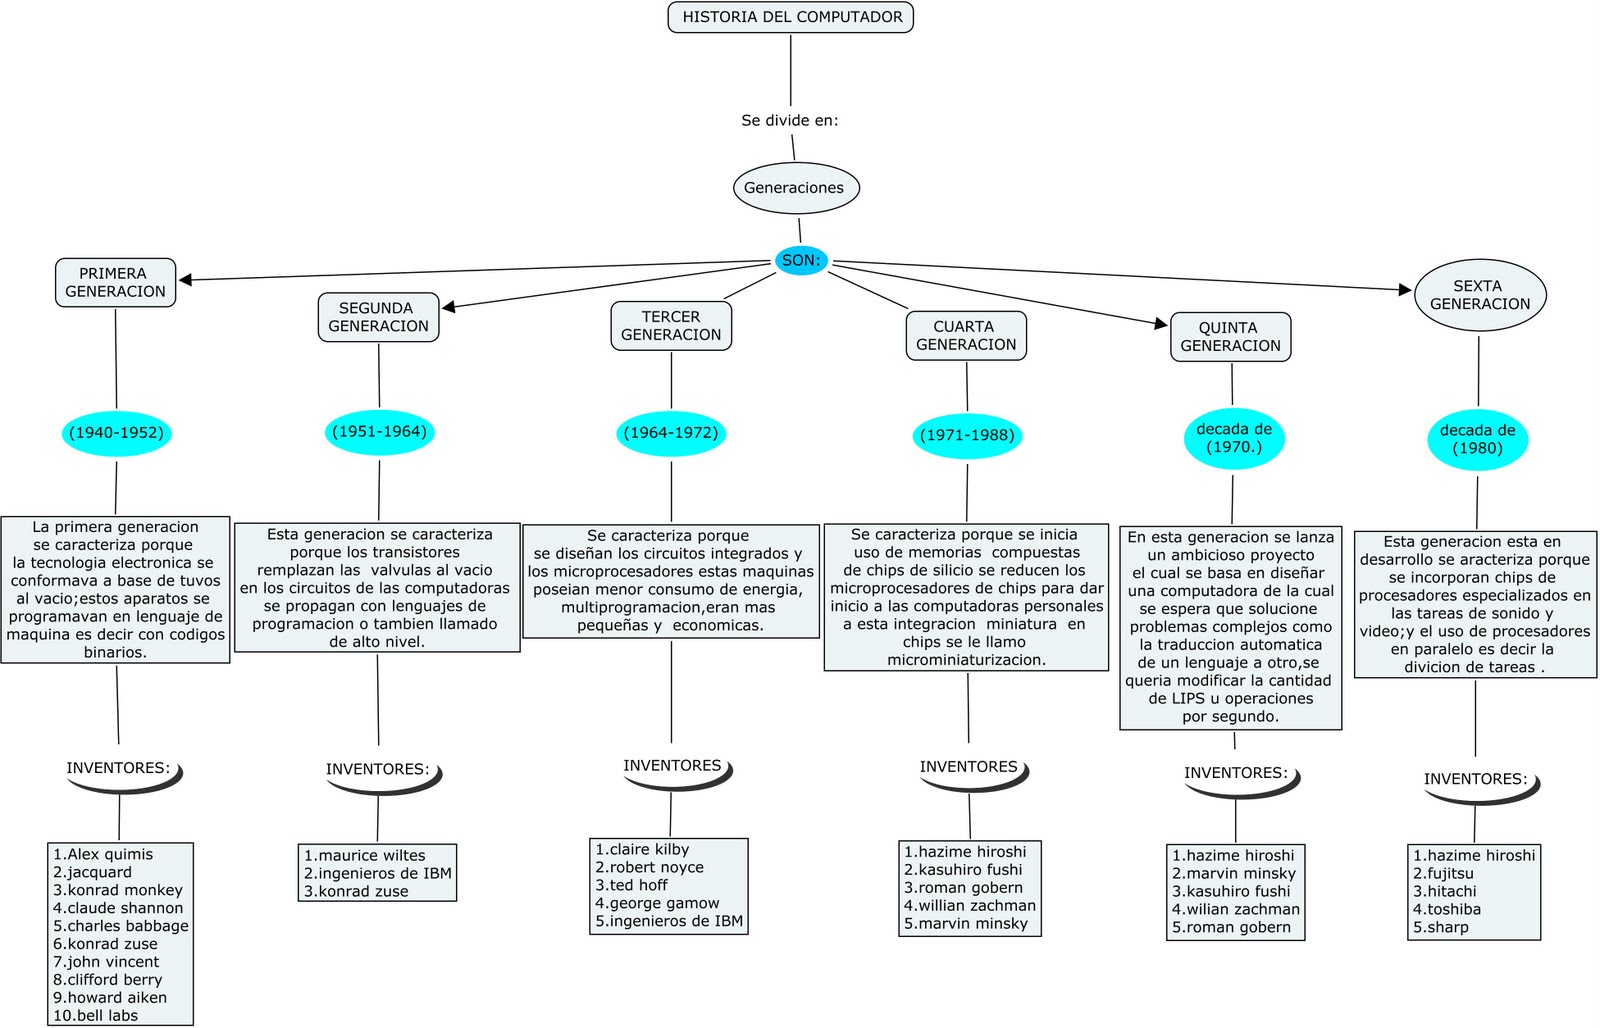 HISTORIA DEL COMPUTADOR
Se divide en:
Generaciones
SON:
PRIMERA
GENERACION
(1940-1952)
La primera generacion
se caracteriza porque
la tecnologia electronica se
conformava a base de tuvos
al vacio;estos aparatos se
programavan en lenguaje de
maquina es decir con codigos
binarios.
INVENTORES:
1.Alex quimis
2.jacquard
3.konrad monkey
4.claude shannon
5.charles babbage
6.konrad zuse
7.john vincent
8.clifford berry
9.howard aiken
10.bell labs
SEGUNDA
GENERACION
(1951-1964)
Esta generacion se caracteriza
porque los transistores
remplazan las valvulas al vacio
en los circuitos de las computadoras
se propagan con lenguajes de
programacion o tambien llamado
de alto nivel.
INVENTORES:
1.maurice wiltes
2.ingenieros de IBM
3.konrad zuse
TERCER
GENERACION
(1964-1972)
Se caracteriza porque
se diseñan los circuitos integrados y
los microprocesadores estas maquinas
poseian menor consumo de energia,
multiprogramacion,eran mas
pequeñas y economicas.
INVENTORES
1.claire kilby
2.robert noyce
3.ted hoff
4.george gamow
5.ingenieros de IBM
CUARTA
GENERACION
(1971-1988)
Se caracteriza porque se inicia
uso de memorias compuestas
de chips de silicio se reducen los
microprocesadores de chips para dar
inicio a las computadoras personales
a esta integracion miniatura en
chips se le llamo
microminiaturizacion.
INVENTORES
1.hazime hiroshi
2.kasuhiro fushi
3.roman gobern
4.willian zachman
5.marvin minsky
QUINTA
GENERACION
decada de
(1970.)
En esta generacion se lanza
un ambicioso proyecto
el cual se basa en diseñar
una computadora de la cual
se espera que solucione
problemas complejos como
la traduccion automatica
de un lenguaje a otro,se
queria modificar la cantidad
de LIPS u operaciones
por segundo.
INVENTORES:
1.hazime hiroshi
2.marvin minsky
3.kasuhiro fushi
4.wilian zachman
5.roman gobern
SEXTA
GENERACION
decada de
(1980)
Esta generacion esta en
desarrollo se aracteriza porque
se incorporan chips de
procesadores especializados en
las tareas de sonido y
video;y el uso de procesadores
en paralelo es decir la
divicion de tareas .
INVENTORES:
1.hazime hiroshi
2.fujitsu
3.hitachi
4.toshiba
5.sharp